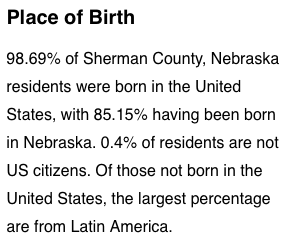 Place of Birth
98.69% of Sherman County, Nebraska
residents were born in the United
States, with 85.15% having been born
in Nebraska. 0.4% of residents are not
US citizens. Of those not born in the
United States, the largest percentage
are from Latin America.